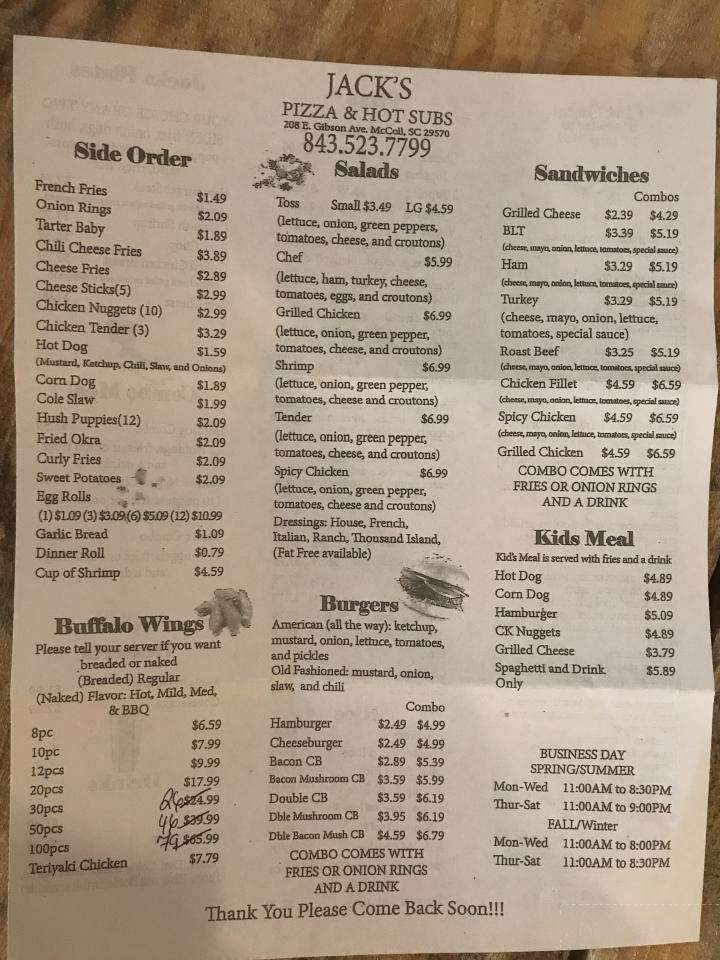 JACK'S
PIZZA & HOT SUBS
208 E. Gibson Ave. McColl, SC 29570
843.523.7799
Side Order
French Fries $1.49
Onion Rings $2.09
Tarter Baby $1.89
Chili Cheese Fries $3.89
Cheese Fries $2.89
Cheese Sticks(5) $2.99
Chicken Nuggets (10) $2.99
Chicken Tender (3) $3.29
Hot Dog $1.59
(Mustard, Ketchup, Chili, Slaw, and Onions)
Corn Dog $1.89
Cole Slaw $1.99
Hush Puppies(12) $2.09
Fried Okra $2.09
Curly Fries $2.09
Sweet Potatoes $2.09
Egg Rolls
(1) $1.09 (3) $3.09(6) $5.09 (12) $10.99
Garlic Bread $1.09
Dinner Roll $0.79
Cup of Shrimp $4.59
Buffalo Wings
Please tell your server if you want
breaded or naked
(Breaded) Regular
(Naked) Flavor: Hot, Mild, Med,
& BBQ
8pc $6.59
10pc $7.99
12pcs $9.99
20pcs $17.99
30pcs 26 $24.99
50pcs 46 $39.99
100pcs 79 $65.99
Teriyaki Chicken $7.79
Salads
Toss Small $3.49 LG $4.59
(lettuce, onion, green peppers,
tomatoes, cheese, and croutons)
Chef $5.99
(lettuce, ham, turkey, cheese,
tomatoes, eggs, and croutons)
Grilled Chicken $6.99
(lettuce, onion, green pepper,
tomatoes, cheese, and croutons)
Shrimp $6.99
(lettuce, onion, green pepper,
tomatoes, cheese and croutons)
Tender $6.99
(lettuce, onion, green pepper,
tomatoes, cheese, and croutons)
Spicy Chicken $6.99
(lettuce, onion, green pepper,
tomatoes, cheese and croutons)
Dressings: House, French,
Italian, Ranch, Thousand Island,
(Fat Free available)
Burgers
American (all the way): ketchup,
mustard, onion, lettuce, tomatoes,
and pickles
Old Fashioned: mustard, onion,
slaw, and chili
Combo
Hamburger $2.49 $4.99
Cheeseburger $2.49 $4.99
Bacon CB $2.89 $5.39
Bacon Mushroom CB $3.59 $5.99
Double CB $3.59 $6.19
Dble Mushroom CB $3.95 $6.19
Dble Bacon Mush CB $4.59 $6.79
COMBO COMES WITH
FRIES OR ONION RINGS
AND A DRINK
Sandwiches
Combos
Grilled Cheese $2.39 $4.29
BLT $3.39 $5.19
(cheese, mayo, onion, lettuce, tomatoes, special sauce)
Ham $3.29 $5.19
(cheese, mayo, onion, lettuce, tomatoes, special sauce)
Turkey $3.29 $5.19
(cheese, mayo, onion, lettuce,
tomatoes, special sauce)
Roast Beef $3.25 $5.19
(cheese, mayo, onion, lettuce, tomatoes, special sauce)
Chicken Fillet $4.59 $6.59
(cheese, mayo, onion, lettuce, tomatoes, special sauce)
Spicy Chicken $4.59 $6.59
(cheese, mayo, onion, lettuce, tomatoes, special sauce)
Grilled Chicken $4.59 $6.59
COMBO COMES WITH
FRIES OR ONION RINGS
AND A DRINK
Kids Meal
Kid's Meal is served with fries and a drink
Hot Dog $4.89
Corn Dog $4.89
Hamburger $5.09
CK Nuggets $4.89
Grilled Cheese $3.79
Spaghetti and Drink $5.89
Only
BUSINESS DAY
SPRING/SUMMER
Mon-Wed 11:00AM to 8:30PM
Thur-Sat 11:00AM to 9:00PM
FALL/Winter
Mon-Wed 11:00AM to 8:00PM
Thur-Sat 11:00AM to 8:30PM
Thank You Please Come Back Soon!!!